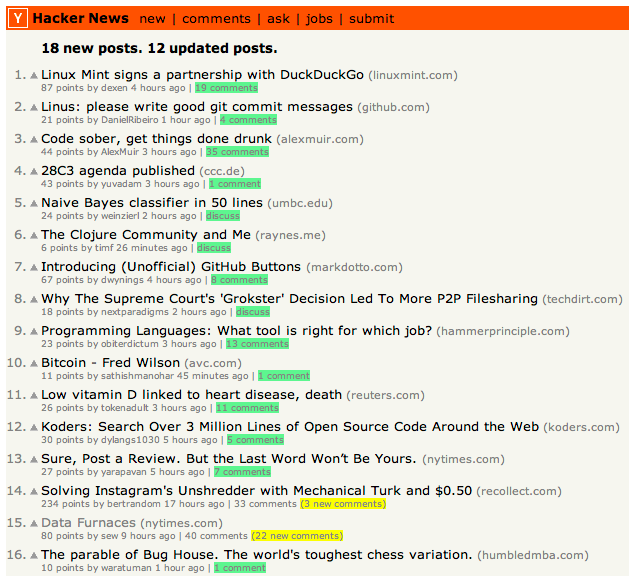 Y Hacker News new | comments | ask | jobs | submit
18 new posts. 12 updated posts.
1. Linux Mint signs a partnership with DuckDuckGo (linuxmint.com)
87 points by dexen 4 hours ago | 19 comments
2. Linus: please write good git commit messages (github.com)
21 points by DanielRibeiro 1 hour ago | 4 comments
3. Code sober, get things done drunk (alexmuir.com)
44 points by AlexMuir 3 hours ago | 35 comments
4. 28C3 agenda published (ccc.de)
43 points by yuvadam 3 hours ago | 1 comment
5. Naive Bayes classifier in 50 lines (umbc.edu)
24 points by weinzierl 2 hours ago | discuss
6. The Clojure Community and Me (raynes.me)
6 points by timf 26 minutes ago | discuss
7. Introducing (Unofficial) GitHub Buttons (markdotto.com)
67 points by dwynings 4 hours ago | 8 comments
8. Why The Supreme Court's 'Grokster' Decision Led To More P2P Filesharing (techdirt.com)
18 points by nextparadigms 2 hours ago | discuss
9. Programming Languages: What tool is right for which job? (hammerprinciple.com)
23 points by obiterdictum 3 hours ago | 13 comments
10. Bitcoin - Fred Wilson (avc.com)
11 points by sathishmanohar 45 minutes ago | 1 comment
11. Low vitamin D linked to heart disease, death (reuters.com)
26 points by tokenadult 3 hours ago | 11 comments
12. Koders: Search Over 3 Million Lines of Open Source Code Around the Web (koders.com)
30 points by dylangs1030 5 hours ago | 5 comments
13. Sure, Post a Review. But the Last Word Won’t Be Yours. (nytimes.com)
27 points by yarapavan 5 hours ago | 7 comments
14. Solving Instagram's Unshredder with Mechanical Turk and $0.50 (recollect.com)
234 points by bertrandom 17 hours ago | 33 comments (3 new comments)
15. Data Furnaces (nytimes.com)
80 points by sew 9 hours ago | 40 comments (22 new comments)
16. The parable of Bug House. The world's toughest chess variation. (humbledmba.com)
10 points by waratuman 1 hour ago | 1 comment